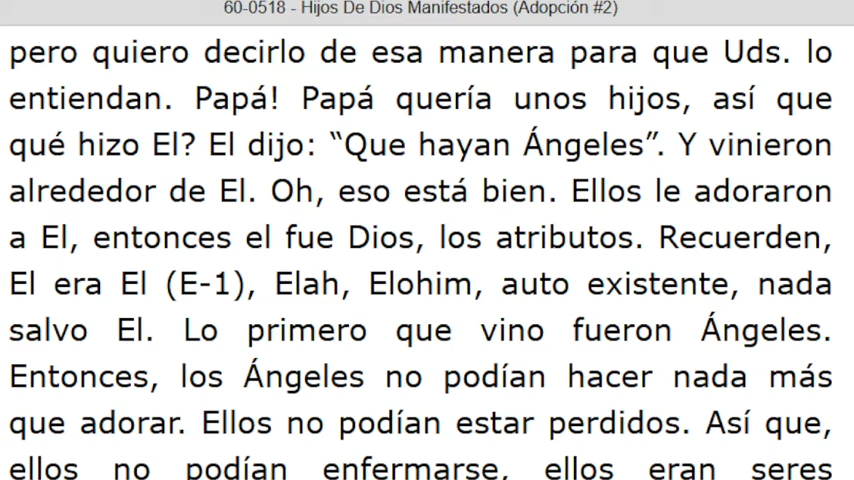 60-0518 - Hijos De Dios Manifestados (Adopción #2)
pero quiero decirlo de esa manera para que Uds. lo
entiendan. Papá! Papá quería unos hijos, así que
qué hizo El? El dijo: “Que hayan Ángeles”. Y vinieron
alrededor de El. Oh, eso está bien. Ellos le adoraron
a El, entonces el fue Dios, los atributos. Recuerden,
El era El (E-1), Elah, Elohim, auto existente, nada
salvo El. Lo primero que vino fueron Ángeles.
Entonces, los Ángeles no podían hacer nada más
que adorar. Ellos no podían estar perdidos. Así que,
ellos no podían enfermarse, ellos eran seres